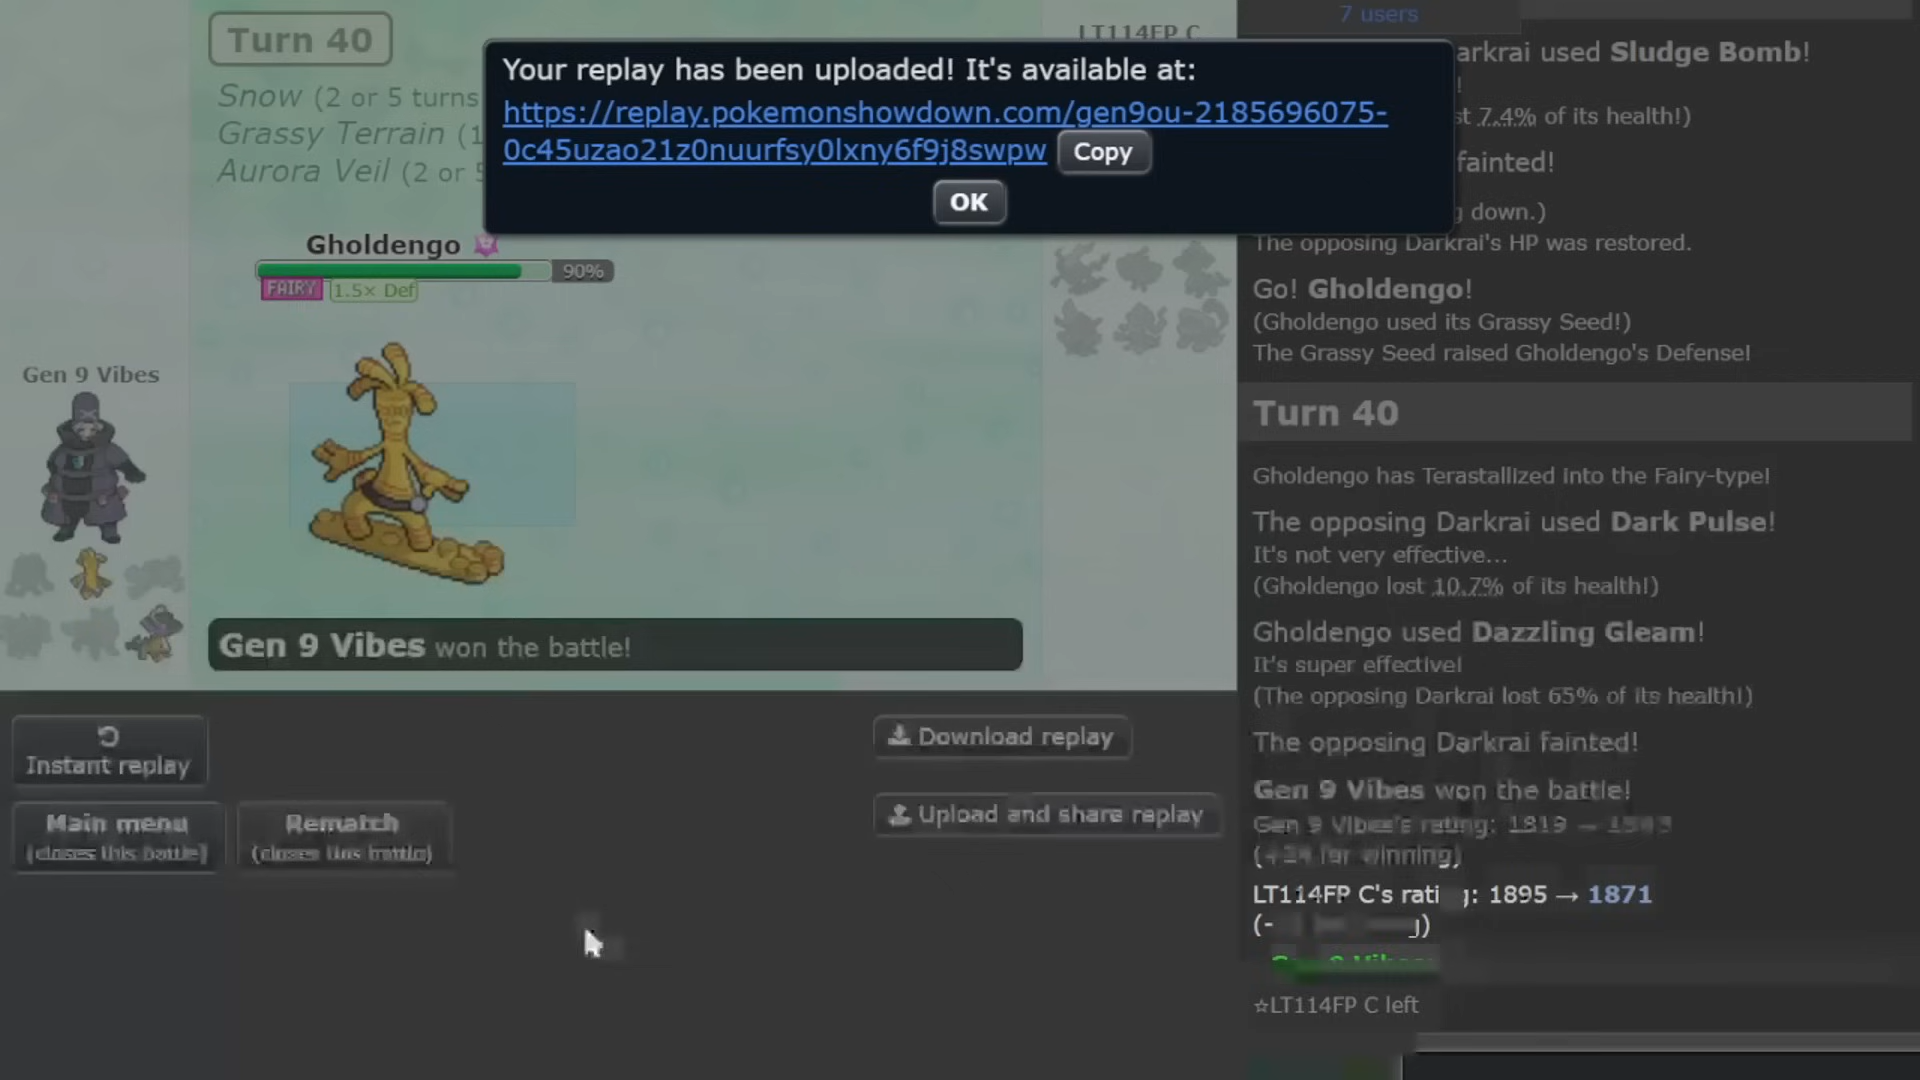 Turn 40
Snow (2 or 5 turns
Grassy Terrain (1
Aurora Veil (2 or 5
LT114FP C
Your replay has been uploaded! It's available at:
https://replay.pokemonshowdown.com/gen9ou-2185696075-
0c45uzao21z0nuurfsy0lxny6f9j8swpw Copy
OK
Gholdengo
90%
FAIRY 1.5× Def
Gen 9 Vibes
Gen 9 Vibes won the battle!
Instant replay
Main menu
(closes this battle)
Rematch
(closes this battle)
Download replay
Upload and share replay
7 users
arkrai used Sludge Bomb!
!
st 7.4% of its health!)
fainted!
g down.)
The opposing Darkrai's HP was restored.
Go! Gholdengo!
(Gholdengo used its Grassy Seed!)
The Grassy Seed raised Gholdengo's Defense!
Turn 40
Gholdengo has Terastallized into the Fairy-type!
The opposing Darkrai used Dark Pulse!
It's not very effective...
(Gholdengo lost 10.7% of its health!)
Gholdengo used Dazzling Gleam!
It's super effective!
(The opposing Darkrai lost 65% of its health!)
The opposing Darkrai fainted!
Gen 9 Vibes won the battle!
Gen 9 Vibes's rating: 1819 →
for winning)
LT114FP C's rati g: 1895 → 1871
☆LT114FP C left